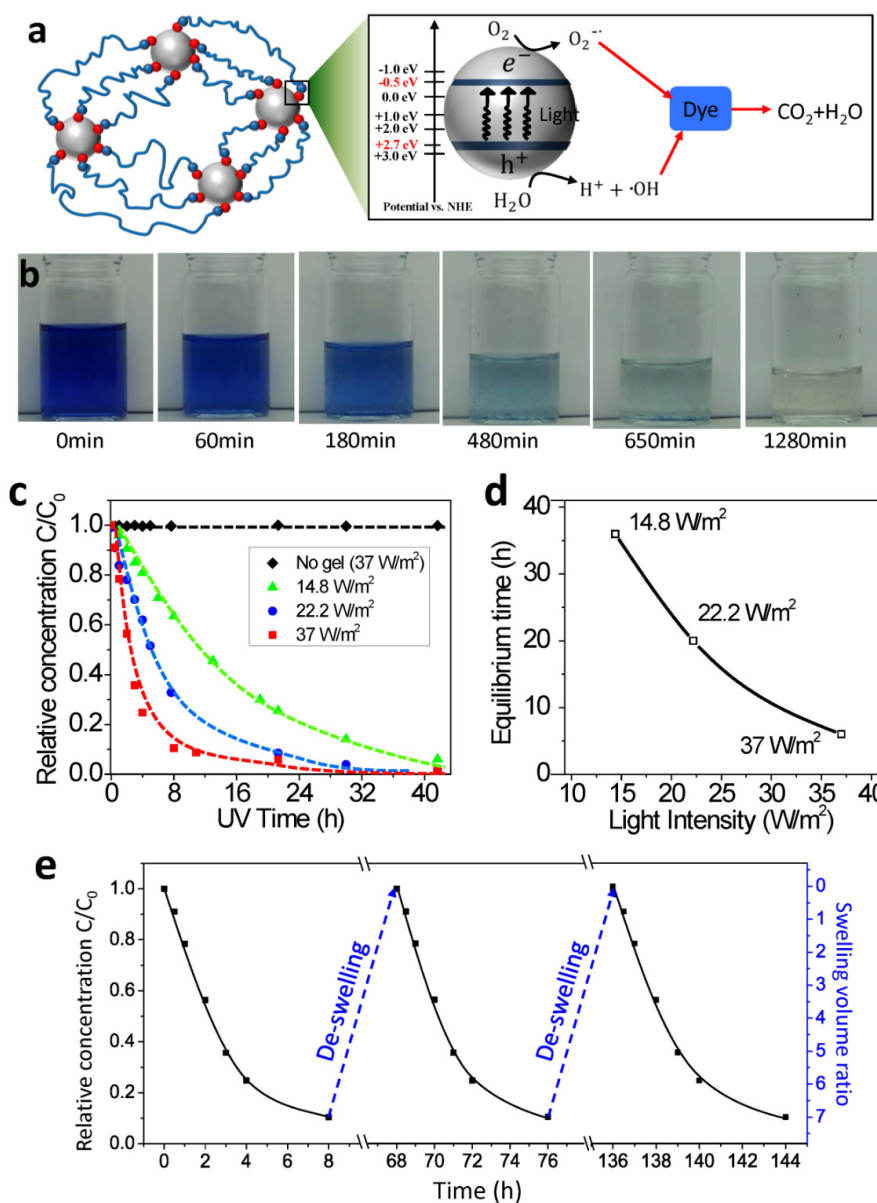 a
O₂
O₂⁻·
e⁻
-1.0 eV
-0.5 eV
0.0 eV
+1.0 eV
+2.0 eV
+2.7 eV
+3.0 eV
Light
Dye
CO₂+H₂O
h⁺
H₂O
H⁺ + ·OH
Potential vs. NHE
b
0min
60min
180min
480min
650min
1280min
c
Relative concentration C/C₀
1.0
0.8
0.6
0.4
0.2
0.0
No gel (37 W/m²)
14.8 W/m²
22.2 W/m²
37 W/m²
0 8 16 24 32 40
UV Time (h)
d
Equilibrium time (h)
40
30
20
10
0
14.8 W/m²
22.2 W/m²
37 W/m²
10 15 20 25 30 35 40
Light Intensity (W/m²)
e
Relative concentration C/C₀
1.0
0.8
0.6
0.4
0.2
0.0
De-swelling
De-swelling
0
1
2
3
4
5
6
7
Swelling volume ratio
0 2 4 6 8 68 70 72 74 76 136 138 140 142 144
Time (h)